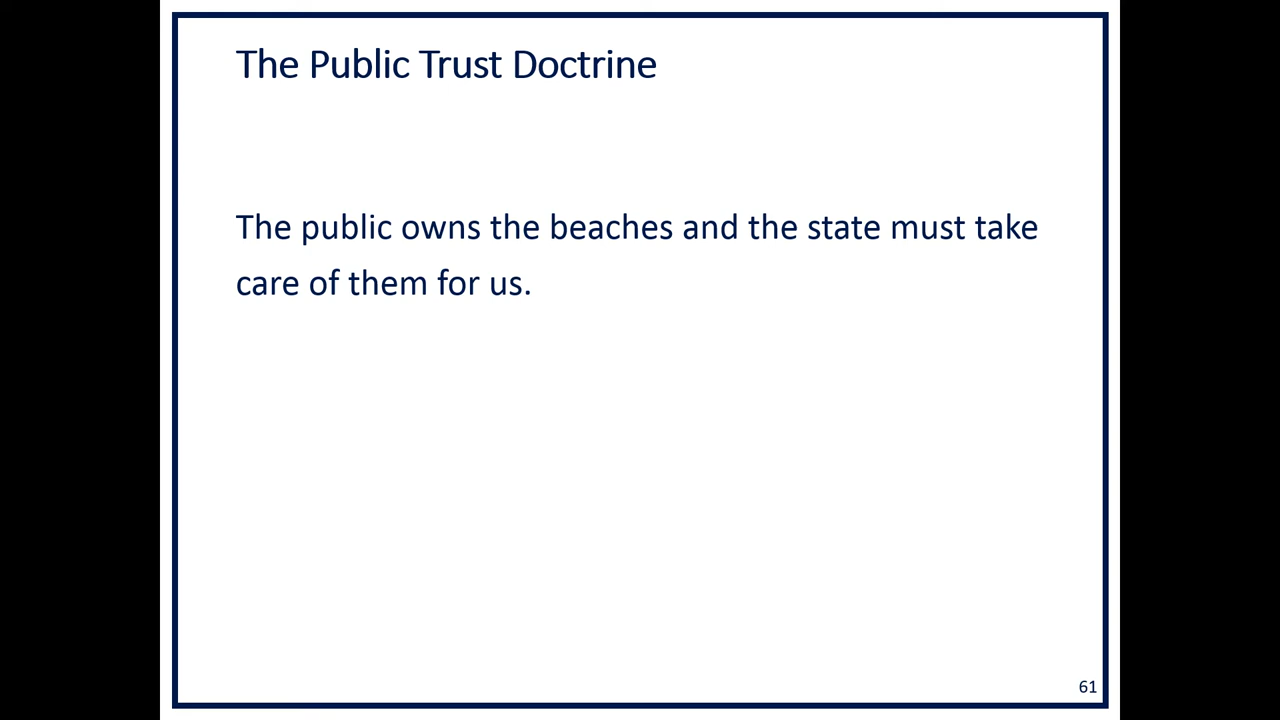 The Public Trust Doctrine
The public owns the beaches and the state must take
care of them for us.
61